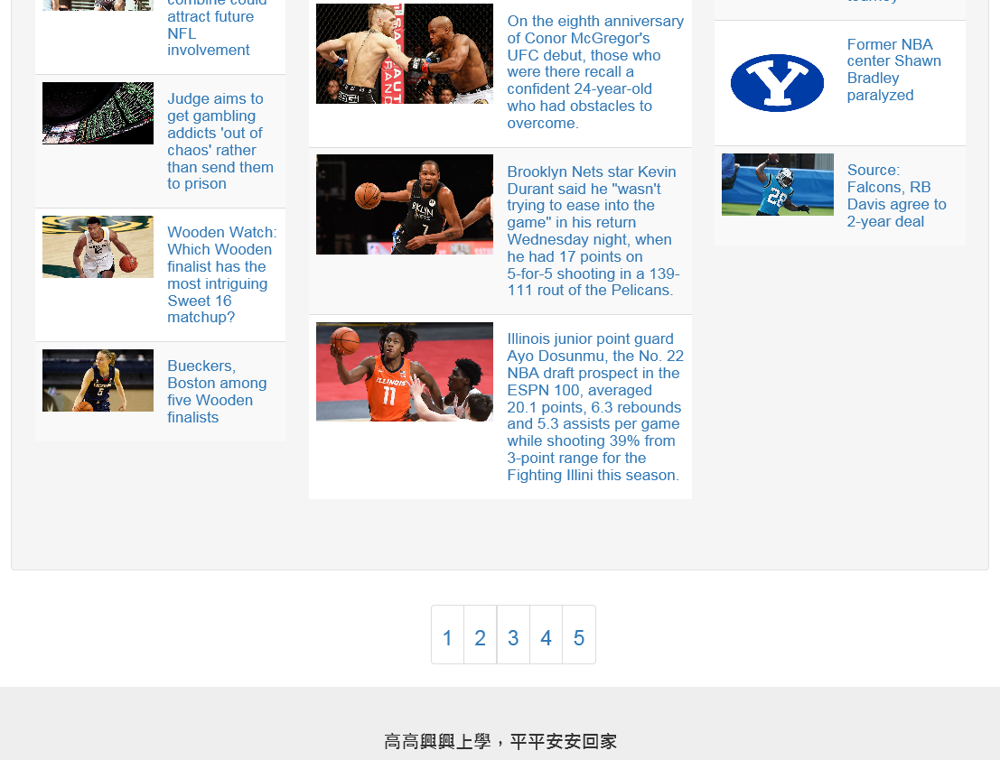 combine could
attract future
NFL
involvement
Judge aims to
get gambling
addicts 'out of
chaos' rather
than send them
to prison
Wooden Watch:
Which Wooden
finalist has the
most intriguing
Sweet 16
matchup?
Bueckers,
Boston among
five Wooden
finalists
On the eighth anniversary
of Conor McGregor's
UFC debut, those who
were there recall a
confident 24-year-old
who had obstacles to
overcome.
Brooklyn Nets star Kevin
Durant said he "wasn't
trying to ease into the
game" in his return
Wednesday night, when
he had 17 points on
5-for-5 shooting in a 139-
111 rout of the Pelicans.
ILLINOIS
11
Illinois junior point guard
Ayo Dosunmu, the No. 22
NBA draft prospect in the
ESPN 100, averaged
20.1 points, 6.3 rebounds
and 5.3 assists per game
while shooting 39% from
3-point range for the
Fighting Illini this season.
tourney
Y
Former NBA
center Shawn
Bradley
paralyzed
28
Source:
Falcons, RB
Davis agree to
2-year deal
1 2 3 4 5
高高興興上學，平平安安回家